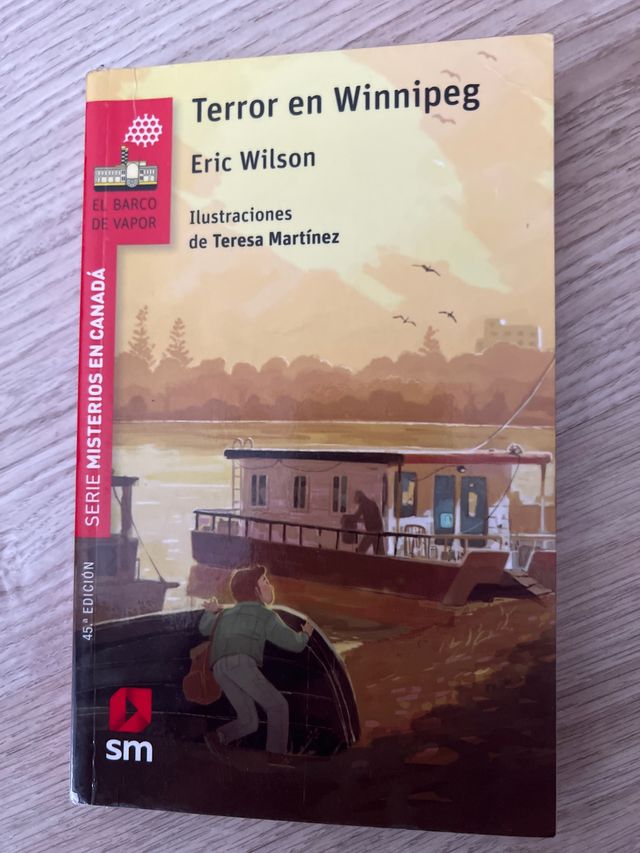 Terror en Winnipeg
Eric Wilson
Ilustraciones
de Teresa Martínez
EL BARCO
DE VAPOR
SERIE MISTERIOS EN CANADÁ
45.ª EDICIÓN
sm